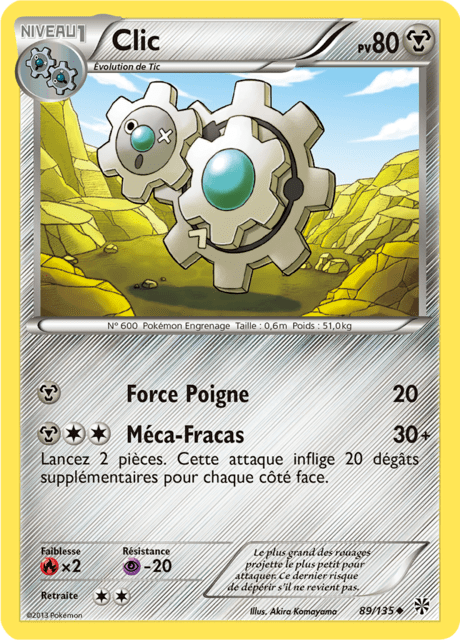 NIVEAU 1
Clic
PV80
Évolution de Tic
N° 600 Pokémon Engrenage Taille : 0,6m Poids : 51,0kg
Force Poigne 20
Méca-Fracas 30+
Lancez 2 pièces. Cette attaque inflige 20 dégâts
supplémentaires pour chaque côté face.
Faiblesse
×2
Résistance
-20
Le plus grand des rouages
projette le plus petit pour
attaquer. Ce dernier risque
de dépérir s'il ne revient pas.
Retraite
©2013 Pokémon
Illus. Akira Komayama
89/135